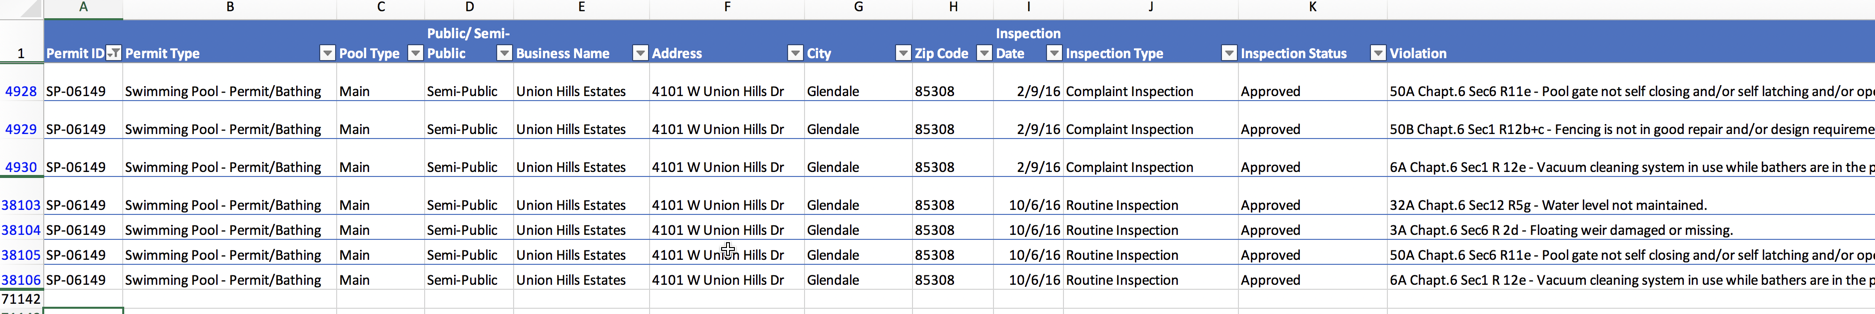 A B C D E F G H I J K
Public/ Semi- Inspection
1 Permit ID Permit Type Pool Type Public Business Name Address City Zip Code Date Inspection Type Inspection Status Violation
4928 SP-06149 Swimming Pool - Permit/Bathing Main Semi-Public Union Hills Estates 4101 W Union Hills Dr Glendale 85308 2/9/16 Complaint Inspection Approved 50A Chapt.6 Sec6 R11e - Pool gate not self closing and/or self latching and/or
4929 SP-06149 Swimming Pool - Permit/Bathing Main Semi-Public Union Hills Estates 4101 W Union Hills Dr Glendale 85308 2/9/16 Complaint Inspection Approved 50B Chapt.6 Sec1 R12b+c - Fencing is not in good repair and/or design
4930 SP-06149 Swimming Pool - Permit/Bathing Main Semi-Public Union Hills Estates 4101 W Union Hills Dr Glendale 85308 2/9/16 Complaint Inspection Approved 6A Chapt.6 Sec1 R 12e - Vacuum cleaning system in use while bathers are in the
38103 SP-06149 Swimming Pool - Permit/Bathing Main Semi-Public Union Hills Estates 4101 W Union Hills Dr Glendale 85308 10/6/16 Routine Inspection Approved 32A Chapt.6 Sec12 R5g - Water level not maintained.
38104 SP-06149 Swimming Pool - Permit/Bathing Main Semi-Public Union Hills Estates 4101 W Union Hills Dr Glendale 85308 10/6/16 Routine Inspection Approved 3A Chapt.6 Sec6 R 2d - Floating weir damaged or missing.
38105 SP-06149 Swimming Pool - Permit/Bathing Main Semi-Public Union Hills Estates 4101 W Union Hills Dr Glendale 85308 10/6/16 Routine Inspection Approved 50A Chapt.6 Sec6 R11e - Pool gate not self closing and/or self latching and/or
38106 SP-06149 Swimming Pool - Permit/Bathing Main Semi-Public Union Hills Estates 4101 W Union Hills Dr Glendale 85308 10/6/16 Routine Inspection Approved 6A Chapt.6 Sec1 R 12e - Vacuum cleaning system in use while bathers are in the
71142